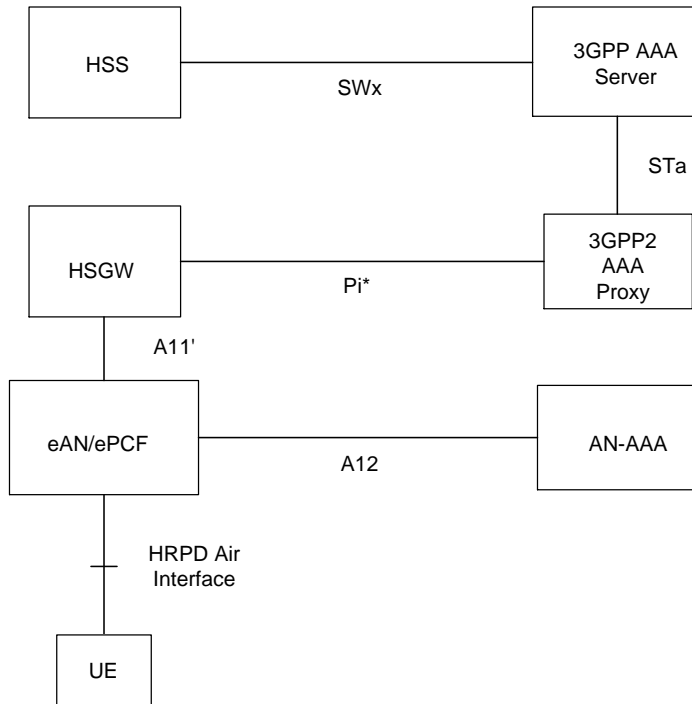 HSS
SWx
3GPP AAA
Server
STa
HSGW
Pi*
3GPP2
AAA
Proxy
A11'
eAN/ePCF
A12
AN-AAA
HRPD Air
Interface
UE